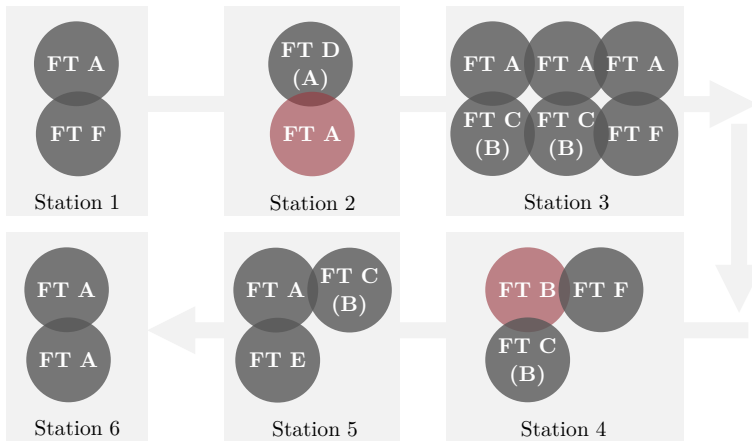 FT A
FT F
Station 1
FT D
(A)
FT A
Station 2
FT A FT A FT A
FT C FT C FT F
(B) (B)
Station 3
FT A
FT A
Station 6
FT A FT C
(B)
FT E
Station 5
FT B FT F
FT C
(B)
Station 4